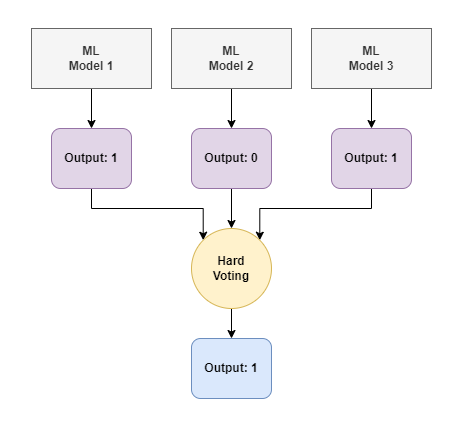 ML
Model 1
ML
Model 2
ML
Model 3
Output: 1
Output: 0
Output: 1
Hard
Voting
Output: 1